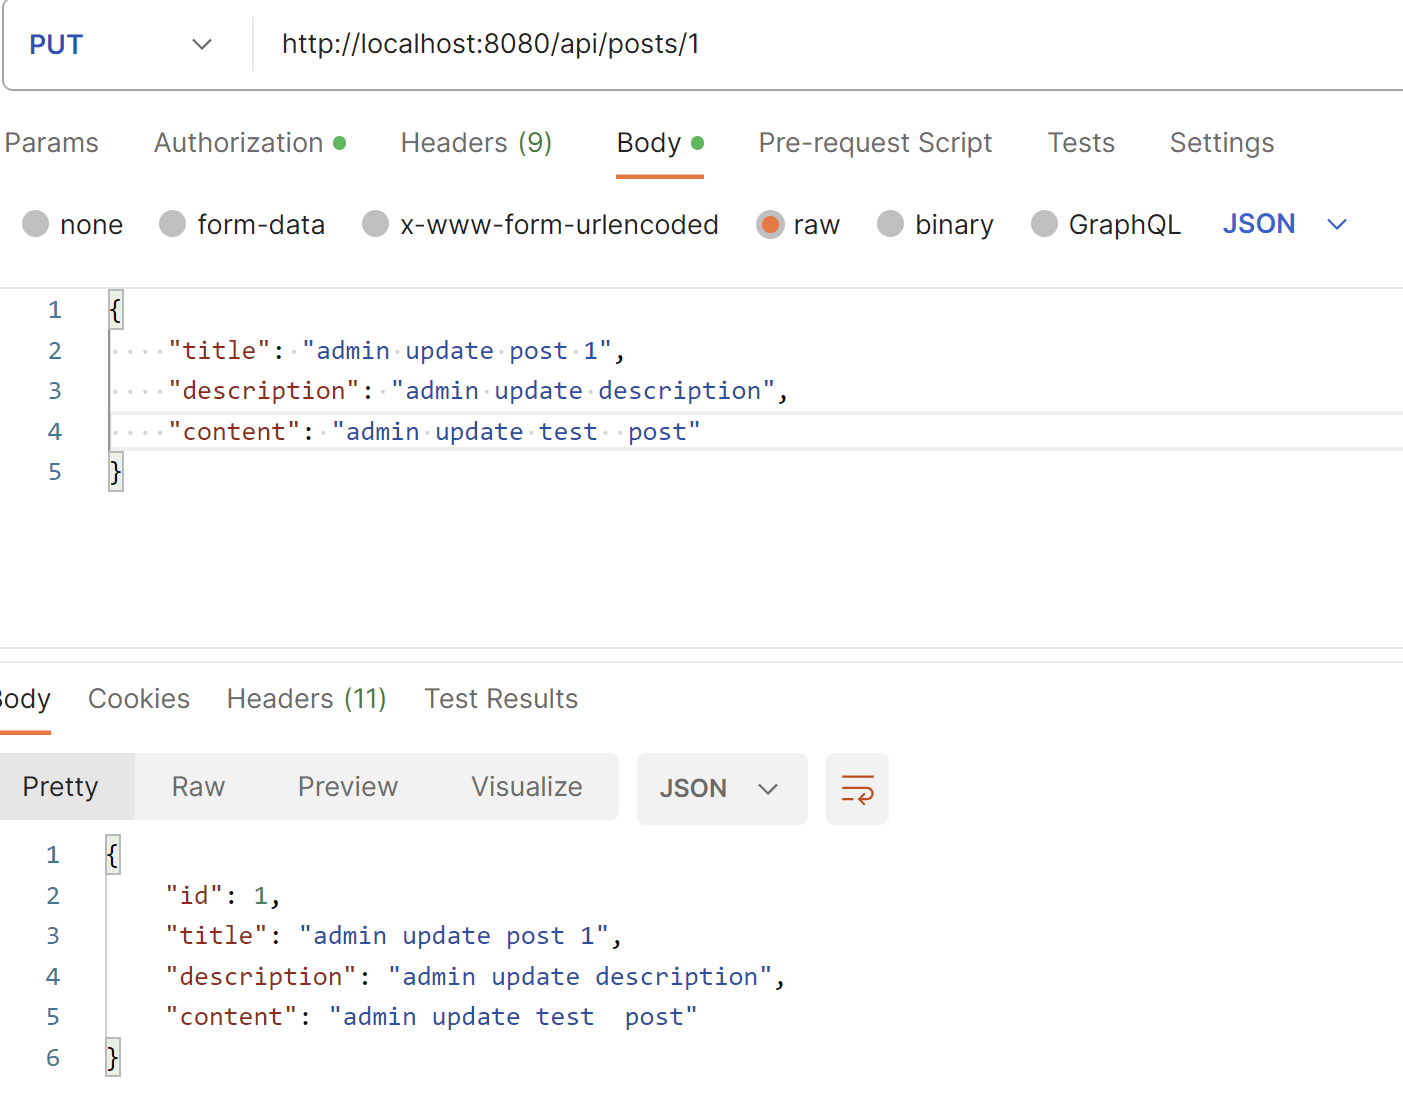 PUT http://localhost:8080/api/posts/1
Params Authorization Headers (9) Body Pre-request Script Tests Settings
none form-data x-www-form-urlencoded raw binary GraphQL JSON
1 {
2 "title": "admin update post 1",
3 "description": "admin update description",
4 "content": "admin update test  post"
5 }
Body Cookies Headers (11) Test Results
Pretty Raw Preview Visualize JSON
1 {
2 "id": 1,
3 "title": "admin update post 1",
4 "description": "admin update description",
5 "content": "admin update test  post"
6 }